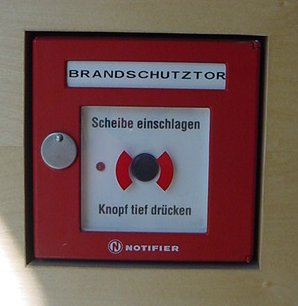 BRANDSCHUTZTOR
Scheibe einschlagen
Knopf tief drücken
N NOTIFIER